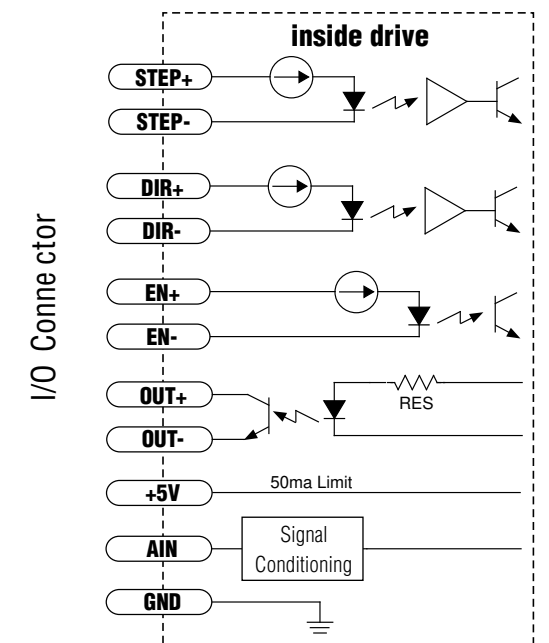 inside drive
STEP+
STEP-
DIR+
DIR-
I/O Conne ctor
EN+
EN-
OUT+
RES
OUT-
+5V
50ma Limit
AIN
Signal
Conditioning
GND